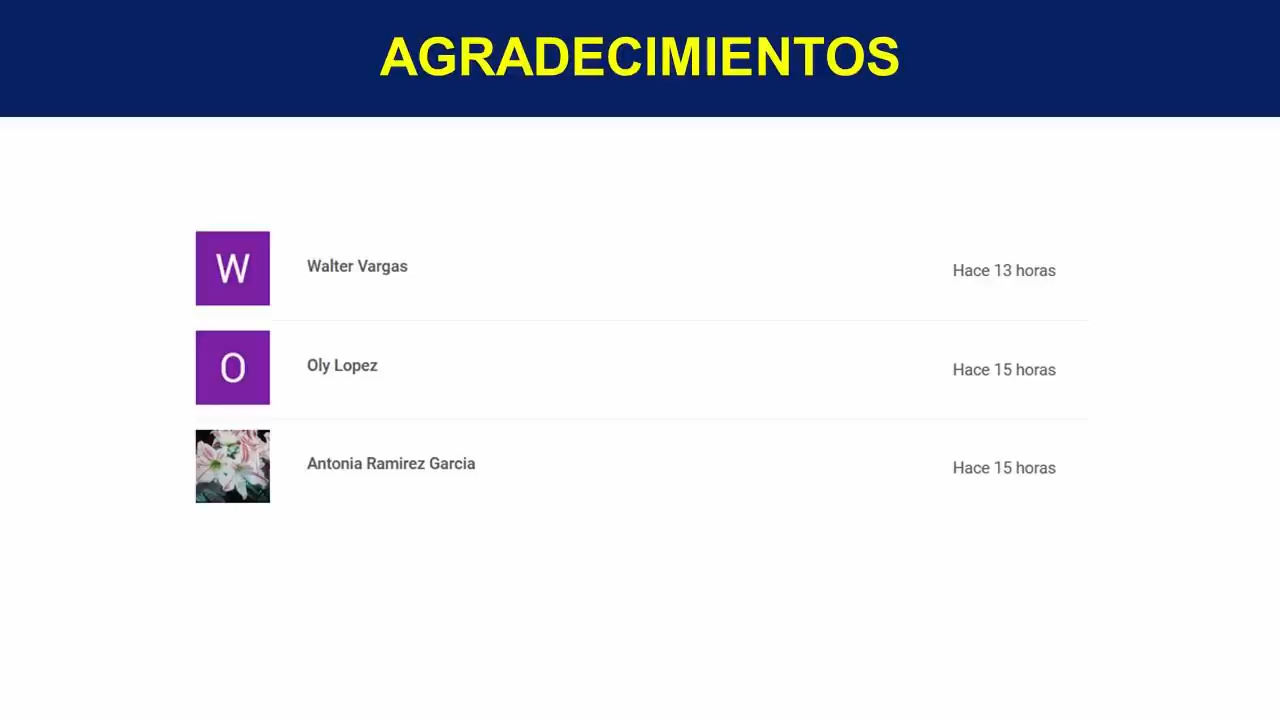 AGRADECIMIENTOS
W
Walter Vargas
Hace 13 horas
O
Oly Lopez
Hace 15 horas
Antonia Ramirez Garcia
Hace 15 horas